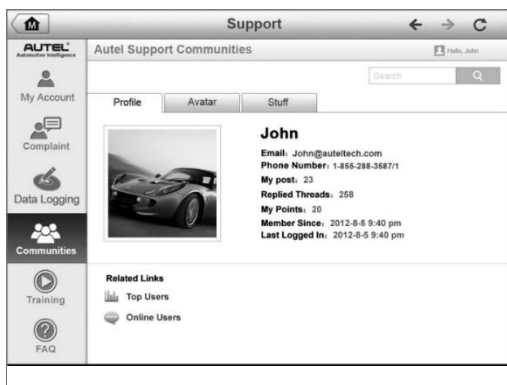 M
Support
AUTEL
Automotive Intelligence
Autel Support Communities
Hello, John
Search
My Account
Complaint
Data Logging
Communities
Training
FAQ
Profile
Avatar
Stuff
John
Email: John@auteltech.com
Phone Number: 1-855-288-3587/1
My post: 23
Replied Threads: 258
My Points: 20
Member Since: 2012-8-5 9:40 pm
Last Logged In: 2012-8-5 9:40 pm
Related Links
Top Users
Online Users